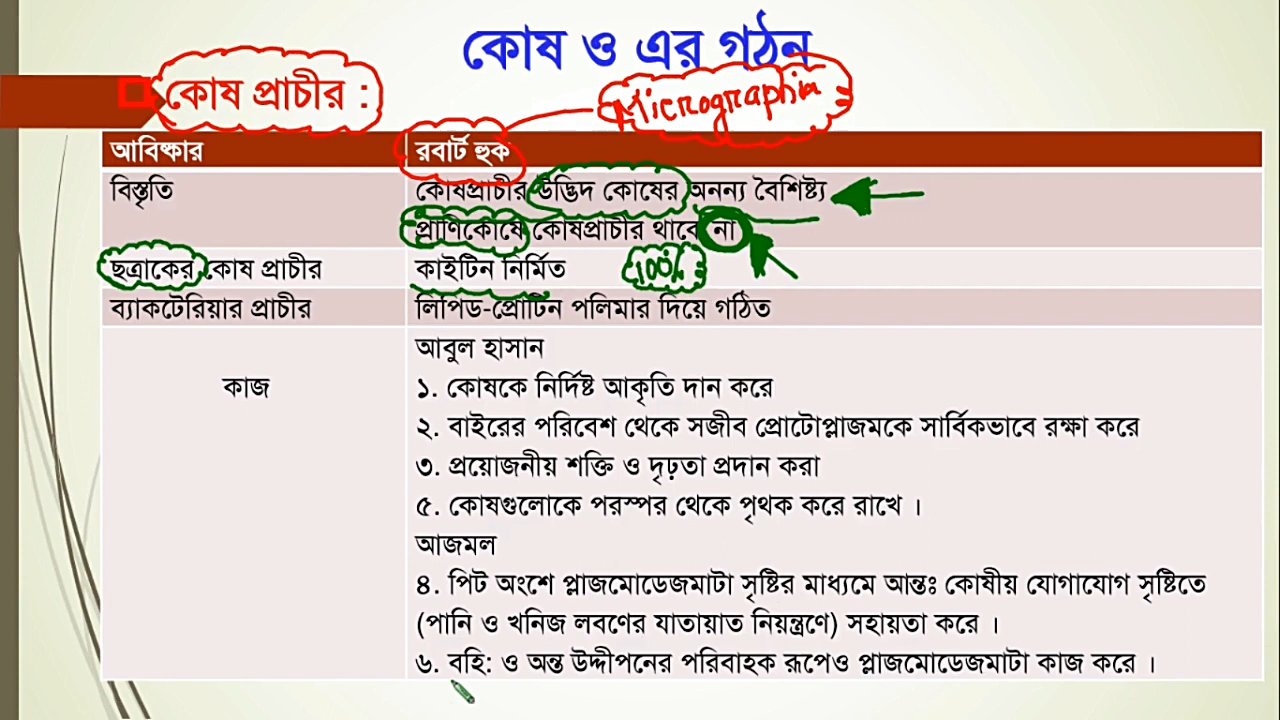 কোষ ও এর গঠন
কোষ প্রাচীর :
Micrographia
আবিষ্কার রবার্ট হুক
বিস্তৃতি কোষপ্রাচীর উদ্ভিদ কোষের অনন্য বৈশিষ্ট্য
প্রাণিকোষে কোষপ্রাচীর থাকে না
ছত্রাকের কোষ প্রাচীর কাইটিন নির্মিত 100%
ব্যাকটেরিয়ার প্রাচীর লিপিড-প্রোটিন পলিমার দিয়ে গঠিত
আবুল হাসান
কাজ ১. কোষকে নির্দিষ্ট আকৃতি দান করে
২. বাইরের পরিবেশ থেকে সজীব প্রোটোপ্লাজমকে সার্বিকভাবে রক্ষা করে
৩. প্রয়োজনীয় শক্তি ও দৃঢ়তা প্রদান করা
৫. কোষগুলোকে পরস্পর থেকে পৃথক করে রাখে ।
আজমল
৪. পিট অংশে প্লাজমোডেজমাটা সৃষ্টির মাধ্যমে আন্তঃ কোষীয় যোগাযোগ সৃষ্টিতে
(পানি ও খনিজ লবণের যাতায়াত নিয়ন্ত্রণে) সহায়তা করে ।
৬. বহি: ও অন্ত উদ্দীপনের পরিবাহক রূপেও প্লাজমোডেজমাটা কাজ করে ।